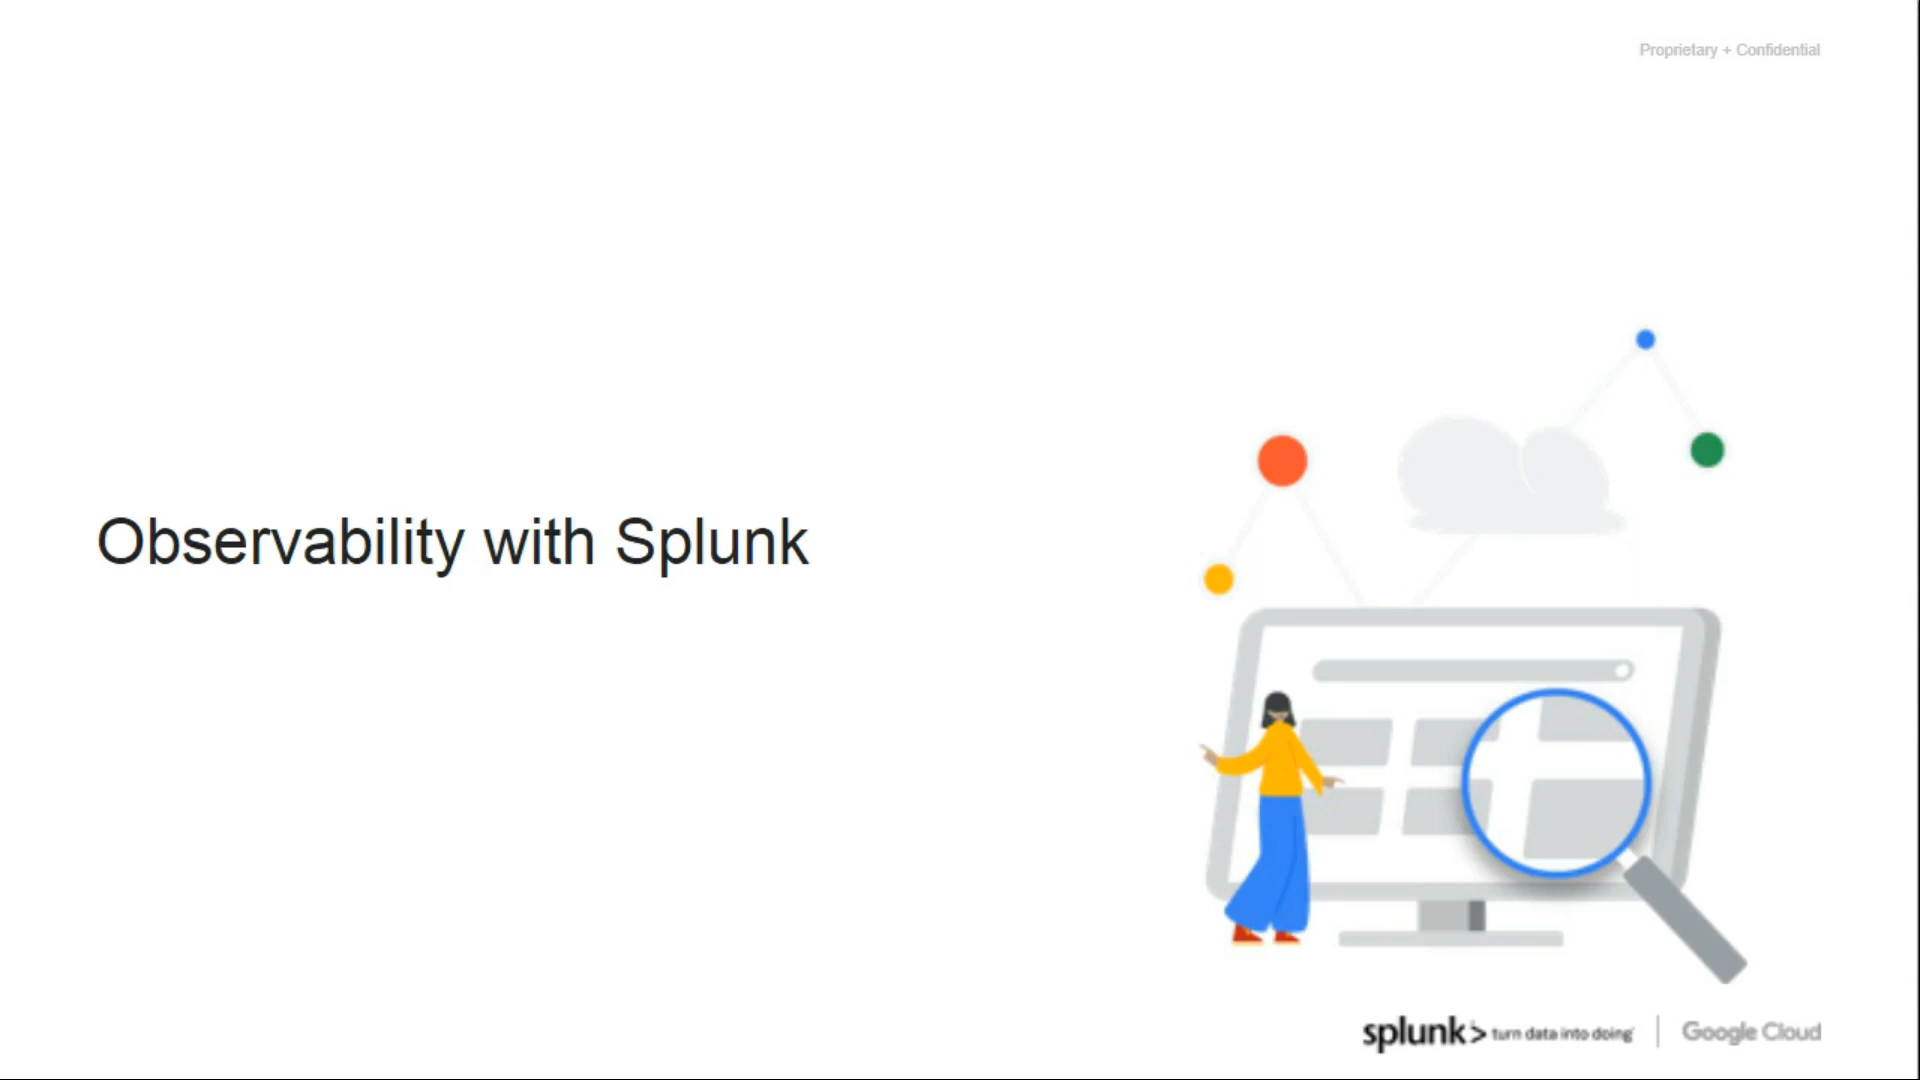 Proprietary + Confidential
Observability with Splunk
splunk> turn data into doing
Google Cloud